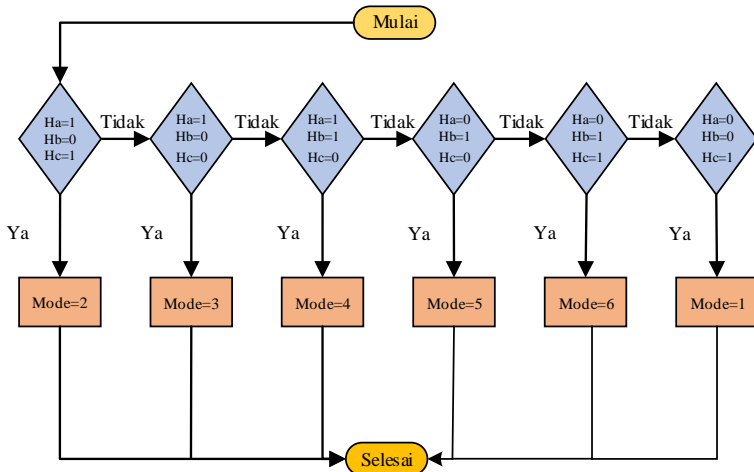 Mulai
Ha=1
Hb=0
Hc=1
Tidak
Ha=1
Hb=0
Hc=0
Tidak
Ha=1
Hb=1
Hc=0
Tidak
Ha=0
Hb=1
Hc=0
Tidak
Ha=0
Hb=1
Hc=1
Tidak
Ha=0
Hb=0
Hc=1
Ya
Ya
Ya
Ya
Ya
Ya
Mode=2
Mode=3
Mode=4
Mode=5
Mode=6
Mode=1
Selesai